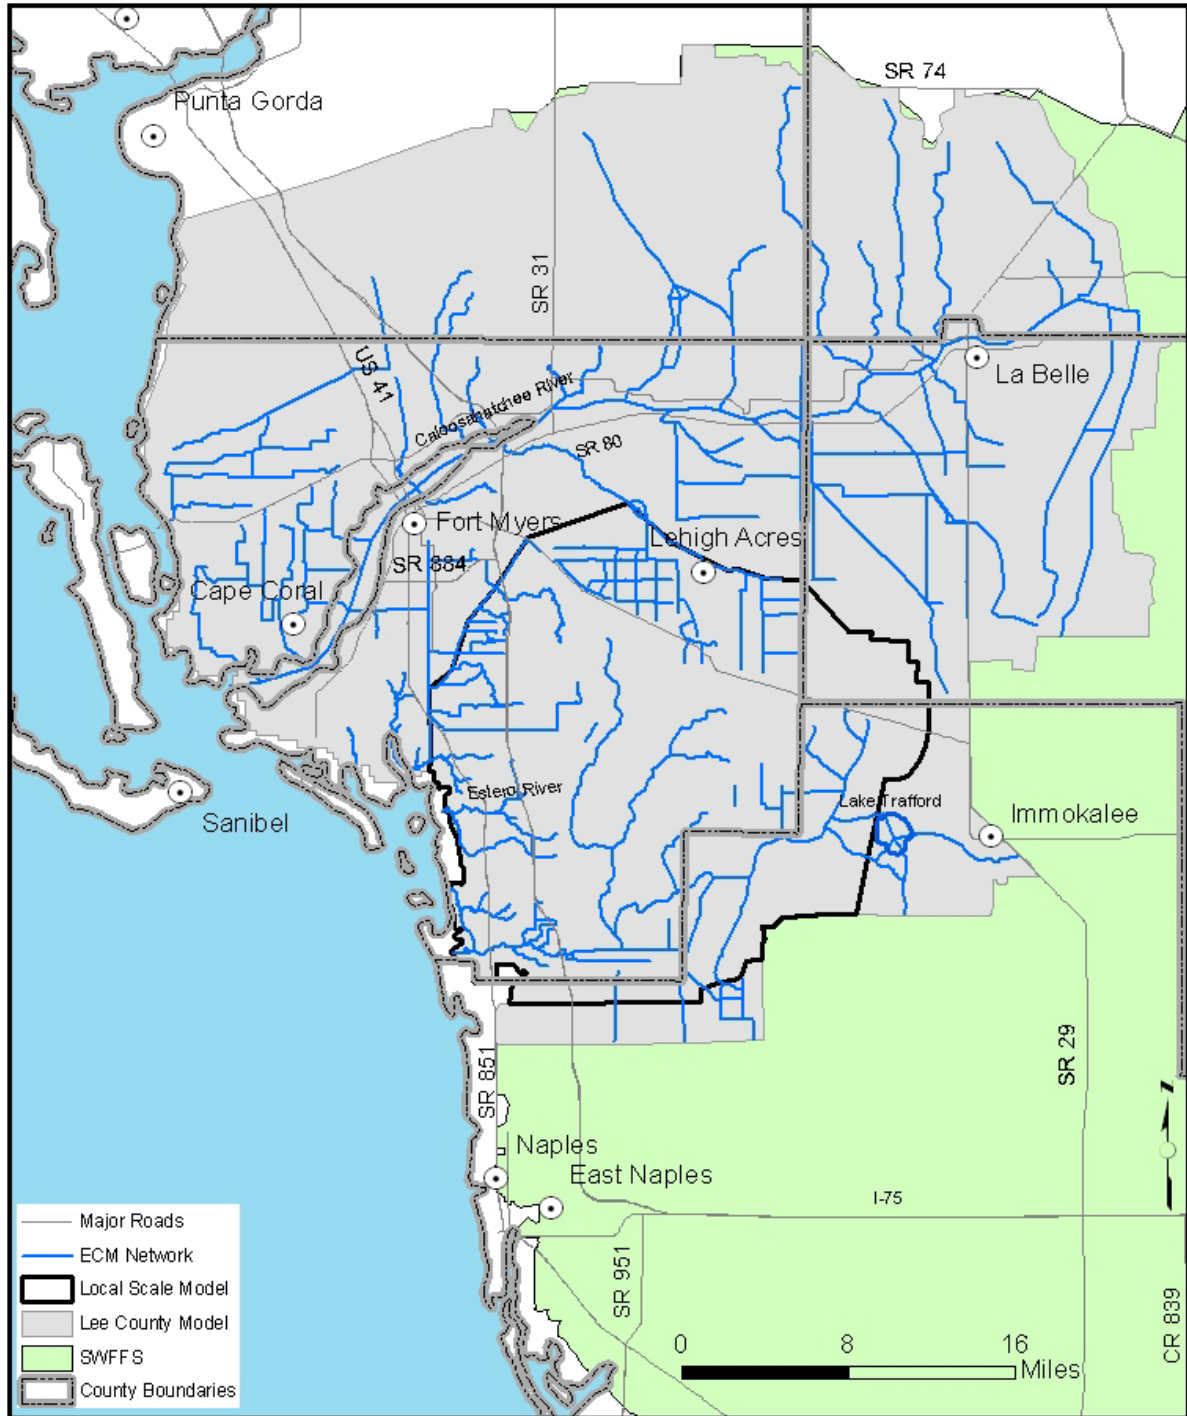 SR 74
Punta Gorda
SR 31
US 41
La Belle
Caloosahatchee River
SR 80
Fort Myers
Lehigh Acres
SR 884
Cape Coral
Estero River
Lake Trafford
Sanibel
Immokalee
SR 851
SR 29
Naples
East Naples
I-75
SR 951
CR 839
Z
Major Roads
ECM Network
Local Scale Model
Lee County Model
SWFFS
County Boundaries
0 8 16
Miles